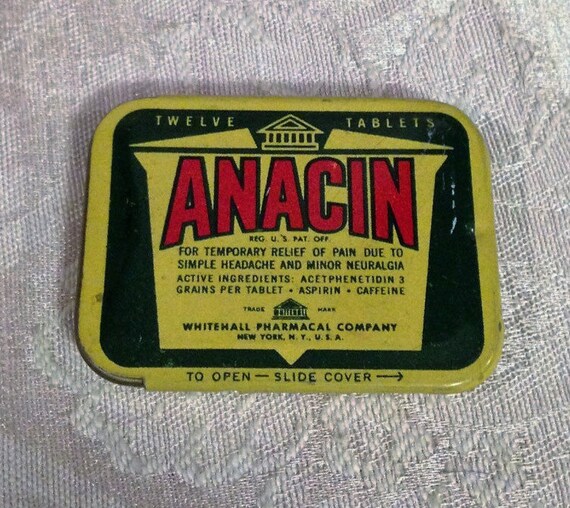 TWELVE TABLETS
ANACIN
REG. U.S. PAT. OFF.
FOR TEMPORARY RELIEF OF PAIN DUE TO
SIMPLE HEADACHE AND MINOR NEURALGIA
ACTIVE INGREDIENTS: ACETPHENETIDIN 3
GRAINS PER TABLET • ASPIRIN • CAFFEINE
TRADE MARK
WHITEHALL PHARMACAL COMPANY
NEW YORK, N. Y., U. S. A.
TO OPEN — SLIDE COVER →